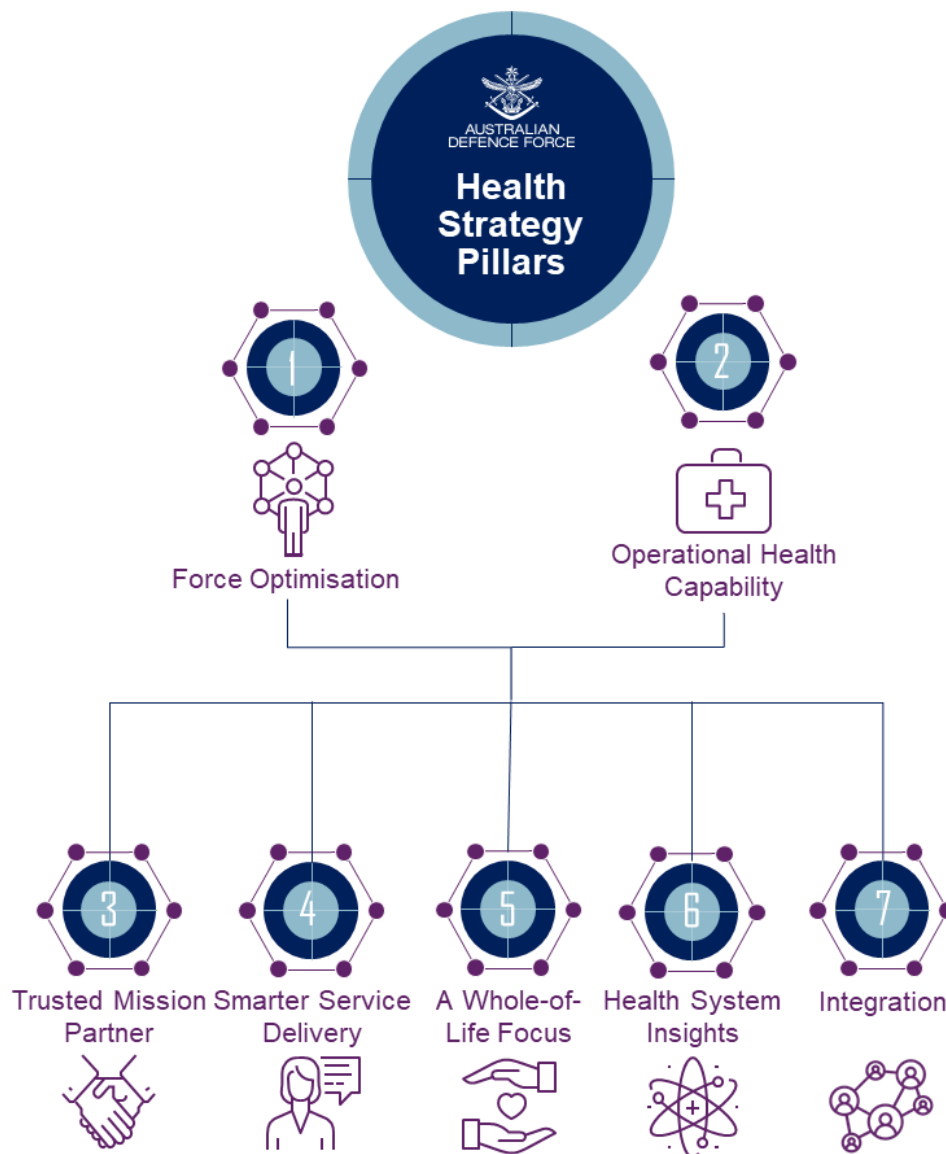 AUSTRALIAN
DEFENCE FORCE
Health
Strategy
Pillars
1
2
Force Optimisation
Operational Health
Capability
3
4
5
6
7
Trusted Mission
Partner
Smarter Service
Delivery
A Whole-of-
Life Focus
Health System
Insights
Integration